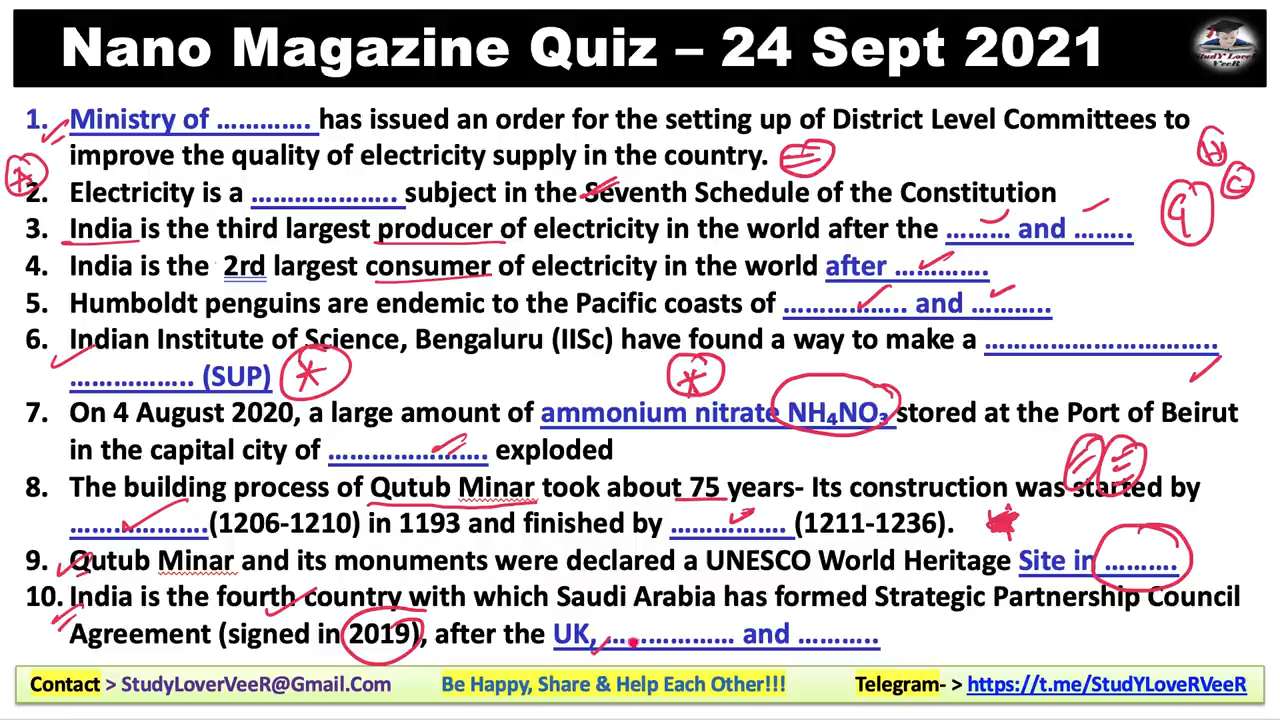 Nano Magazine Quiz – 24 Sept 2021
StudY Love
VeeR
1. Ministry of …………. has issued an order for the setting up of District Level Committees to
improve the quality of electricity supply in the country.
2. Electricity is a ……………….. subject in the Seventh Schedule of the Constitution
3. India is the third largest producer of electricity in the world after the ……… and ……..
4. India is the 2rd largest consumer of electricity in the world after ………….
5. Humboldt penguins are endemic to the Pacific coasts of …………….. and ………..
6. Indian Institute of Science, Bengaluru (IISc) have found a way to make a …………………………..
…………….. (SUP)
7. On 4 August 2020, a large amount of ammonium nitrate NH₄NO₃ stored at the Port of Beirut
in the capital city of …………………. exploded
8. The building process of Qutub Minar took about 75 years- Its construction was started by
……………….(1206-1210) in 1193 and finished by ……………. (1211-1236).
9. Qutub Minar and its monuments were declared a UNESCO World Heritage Site in ……….
10. India is the fourth country with which Saudi Arabia has formed Strategic Partnership Council
Agreement (signed in 2019), after the UK, ……………… and ………..
Contact > StudyLoverVeeR@Gmail.Com Be Happy, Share & Help Each Other!!! Telegram- > https://t.me/StudYLoveRVeeR